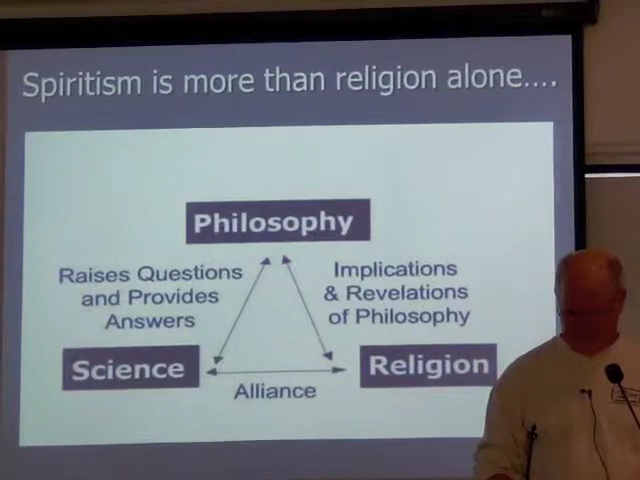 Spiritism is more than religion alone....
Philosophy
Raises Questions
and Provides
Answers
Implications
& Revelations
of Philosophy
Science
Religion
Alliance